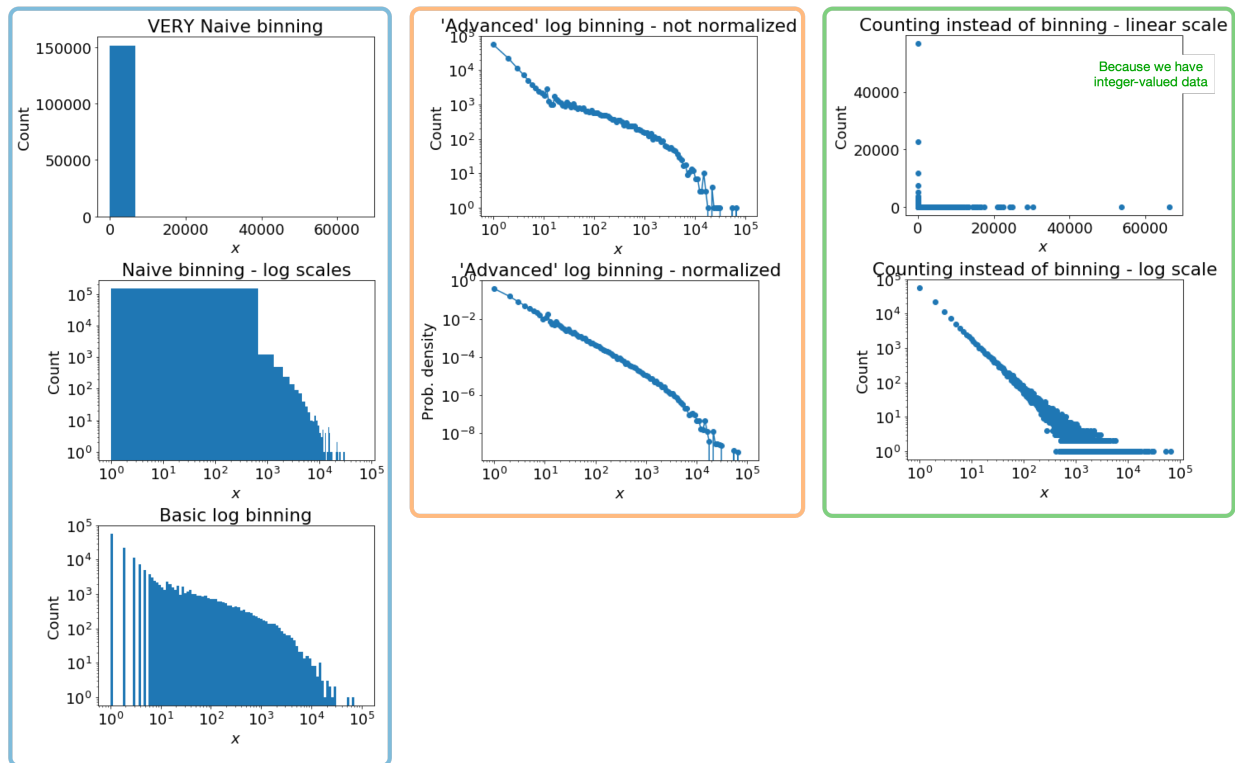 VERY Naive binning
150000
100000
50000
0
Count
0 20000 40000 60000
x
Naive binning - log scales
10⁵
10⁴
10³
10²
10¹
10⁰
Count
10⁰ 10¹ 10² 10³ 10⁴ 10⁵
x
Basic log binning
10⁵
10⁴
10³
10²
10¹
10⁰
Count
10⁰ 10¹ 10² 10³ 10⁴ 10⁵
x
'Advanced' log binning - not normalized
10⁵
10⁴
10³
10²
10¹
10⁰
Count
10⁰ 10¹ 10² 10³ 10⁴ 10⁵
x
'Advanced' log binning - normalized
10⁰
10⁻²
10⁻⁴
10⁻⁶
10⁻⁸
Prob. density
10⁰ 10¹ 10² 10³ 10⁴ 10⁵
x
Counting instead of binning - linear scale
Because we have
integer-valued data
40000
20000
0
Count
0 20000 40000 60000
x
Counting instead of binning - log scale
10⁵
10⁴
10³
10²
10¹
10⁰
Count
10⁰ 10¹ 10² 10³ 10⁴ 10⁵
x